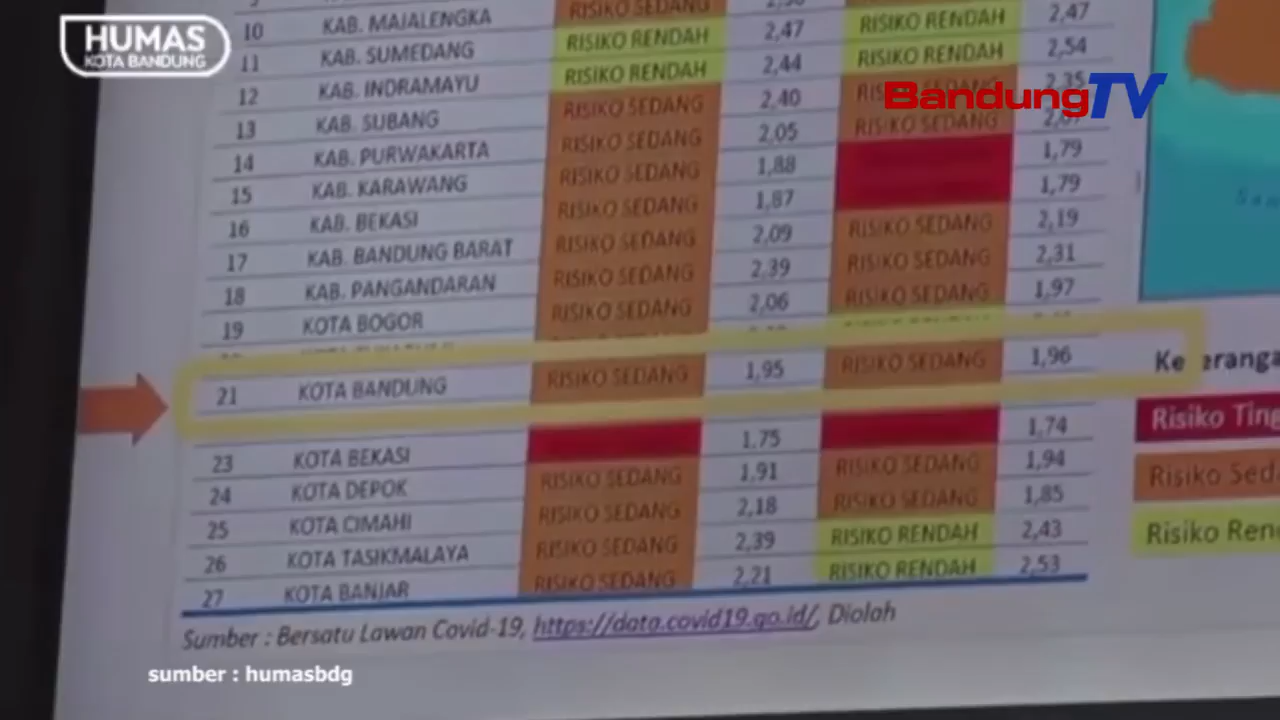 HUMAS
KOTA BANDUNG
BandungTV
10 KAB. MAJALENGKA RISIKO RENDAH 2,47 RISIKO RENDAH 2,47
11 KAB. SUMEDANG RISIKO RENDAH 2,44 RISIKO RENDAH 2,54
12 KAB. INDRAMAYU RISIKO SEDANG 2,40 2,35
13 KAB. SUBANG RISIKO SEDANG 2,05 RISIKO SEDANG
14 KAB. PURWAKARTA RISIKO SEDANG 1,88 1,79
15 KAB. KARAWANG RISIKO SEDANG 1,87 1,79
16 KAB. BEKASI RISIKO SEDANG 2,09 RISIKO SEDANG 2,19
17 KAB. BANDUNG BARAT RISIKO SEDANG 2,39 RISIKO SEDANG 2,31
18 KAB. PANGANDARAN RISIKO SEDANG 2,06 RISIKO SEDANG 1,97
19 KOTA BOGOR
21 KOTA BANDUNG RISIKO SEDANG 1,95 RISIKO SEDANG 1,96
23 KOTA BEKASI 1,75 1,74
24 KOTA DEPOK RISIKO SEDANG 1,91 RISIKO SEDANG 1,94
25 KOTA CIMAHI RISIKO SEDANG 2,18 RISIKO SEDANG 1,85
26 KOTA TASIKMALAYA RISIKO SEDANG 2,39 RISIKO RENDAH 2,43
27 KOTA BANJAR RISIKO SEDANG 2,21 RISIKO RENDAH 2,53
Risiko Ting
Risiko Seda
Risiko Ren
Sumber : Bersatu Lawan Covid-19, https://data.covid19.go.id/, Diolah
sumber : humasbdg